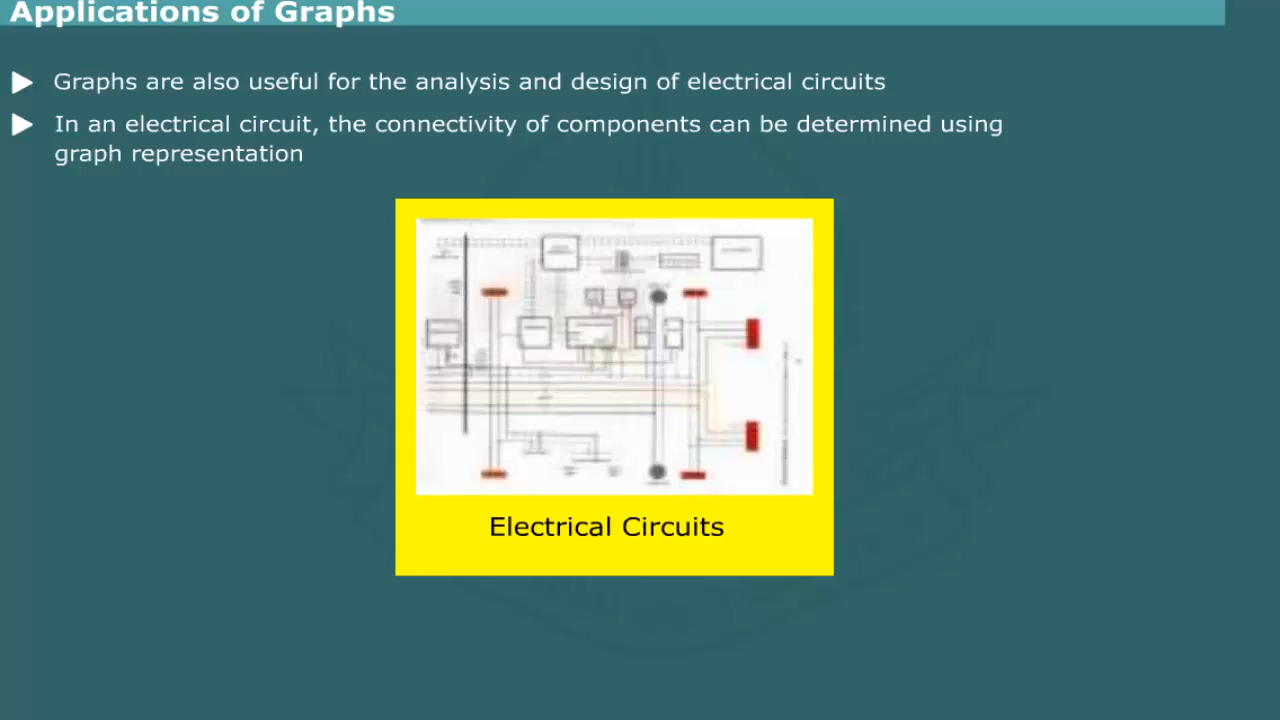 Applications of Graphs
Graphs are also useful for the analysis and design of electrical circuits
In an electrical circuit, the connectivity of components can be determined using
graph representation
Electrical Circuits